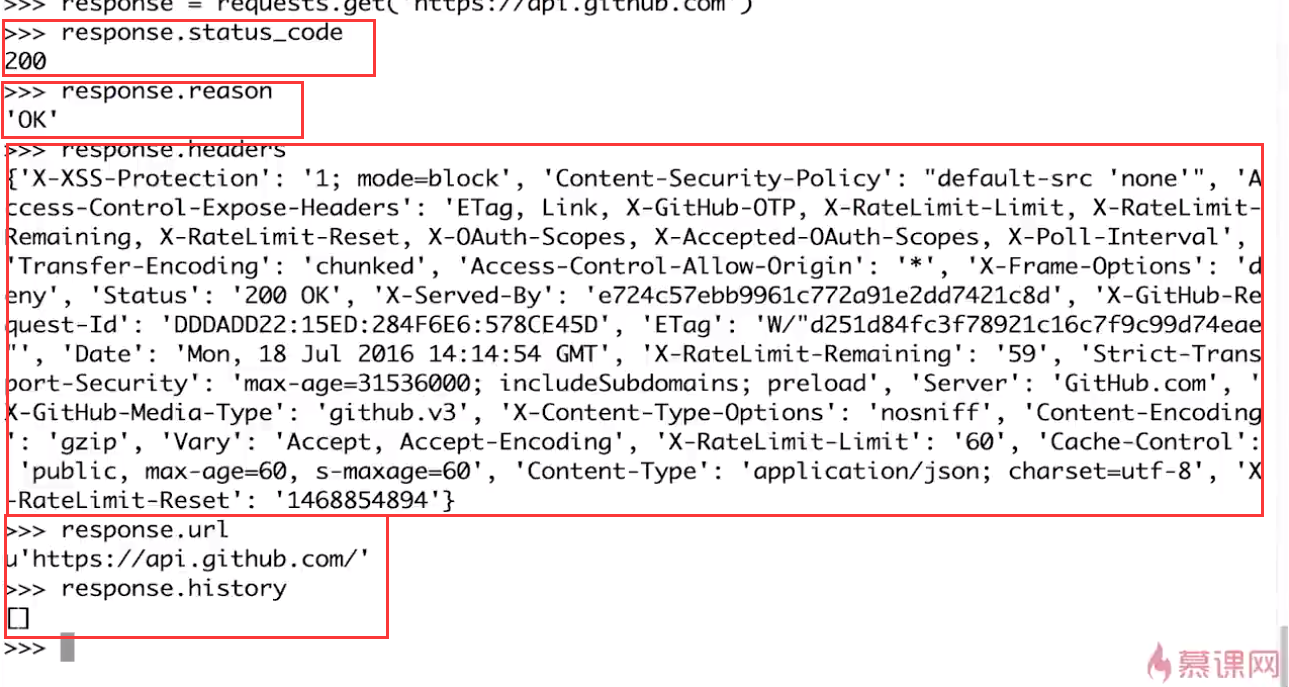 >>> response = requests.get('https://api.github.com')
>>> response.status_code
200
>>> response.reason
'OK'
>>> response.headers
{'X-XSS-Protection': '1; mode=block', 'Content-Security-Policy': "default-src 'none'", 'A
ccess-Control-Expose-Headers': 'ETag, Link, X-GitHub-OTP, X-RateLimit-Limit, X-RateLimit-
Remaining, X-RateLimit-Reset, X-OAuth-Scopes, X-Accepted-OAuth-Scopes, X-Poll-Interval',
'Transfer-Encoding': 'chunked', 'Access-Control-Allow-Origin': '*', 'X-Frame-Options': 'd
eny', 'Status': '200 OK', 'X-Served-By': 'e724c57ebb9961c772a91e2dd7421c8d', 'X-GitHub-Re
quest-Id': 'DDDADD22:15ED:284F6E6:578CE45D', 'ETag': 'W/"d251d84fc3f78921c16c7f9c99d74eae
"', 'Date': 'Mon, 18 Jul 2016 14:14:54 GMT', 'X-RateLimit-Remaining': '59', 'Strict-Trans
port-Security': 'max-age=31536000; includeSubdomains; preload', 'Server': 'GitHub.com', '
X-GitHub-Media-Type': 'github.v3', 'X-Content-Type-Options': 'nosniff', 'Content-Encoding
': 'gzip', 'Vary': 'Accept, Accept-Encoding', 'X-RateLimit-Limit': '60', 'Cache-Control':
'public, max-age=60, s-maxage=60', 'Content-Type': 'application/json; charset=utf-8', 'X
-RateLimit-Reset': '1468854894'}
>>> response.url
u'https://api.github.com/'
>>> response.history
[]
>>>
慕课网